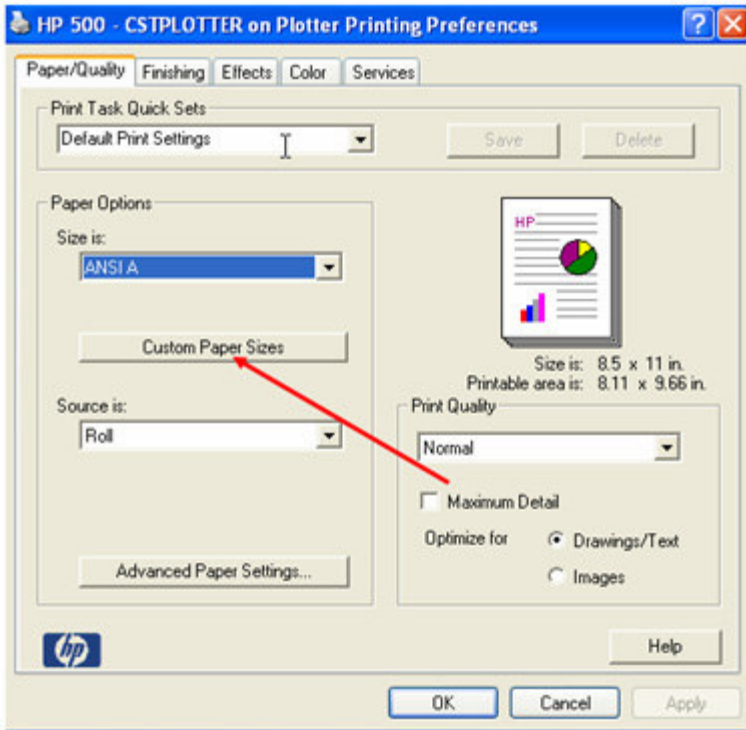 HP 500 - CSTPLOTTER on Plotter Printing Preferences
Paper/Quality Finishing Effects Color Services
Print Task Quick Sets
Default Print Settings
Save Delete
Paper Options
Size is:
ANSI A
Custom Paper Sizes
Source is:
Roll
Advanced Paper Settings...
HP
Size is: 8.5 x 11 in.
Printable area is: 8.11 x 9.66 in.
Print Quality
Normal
Maximum Detail
Optimize for Drawings/Text
Images
hp
Help
OK Cancel Apply